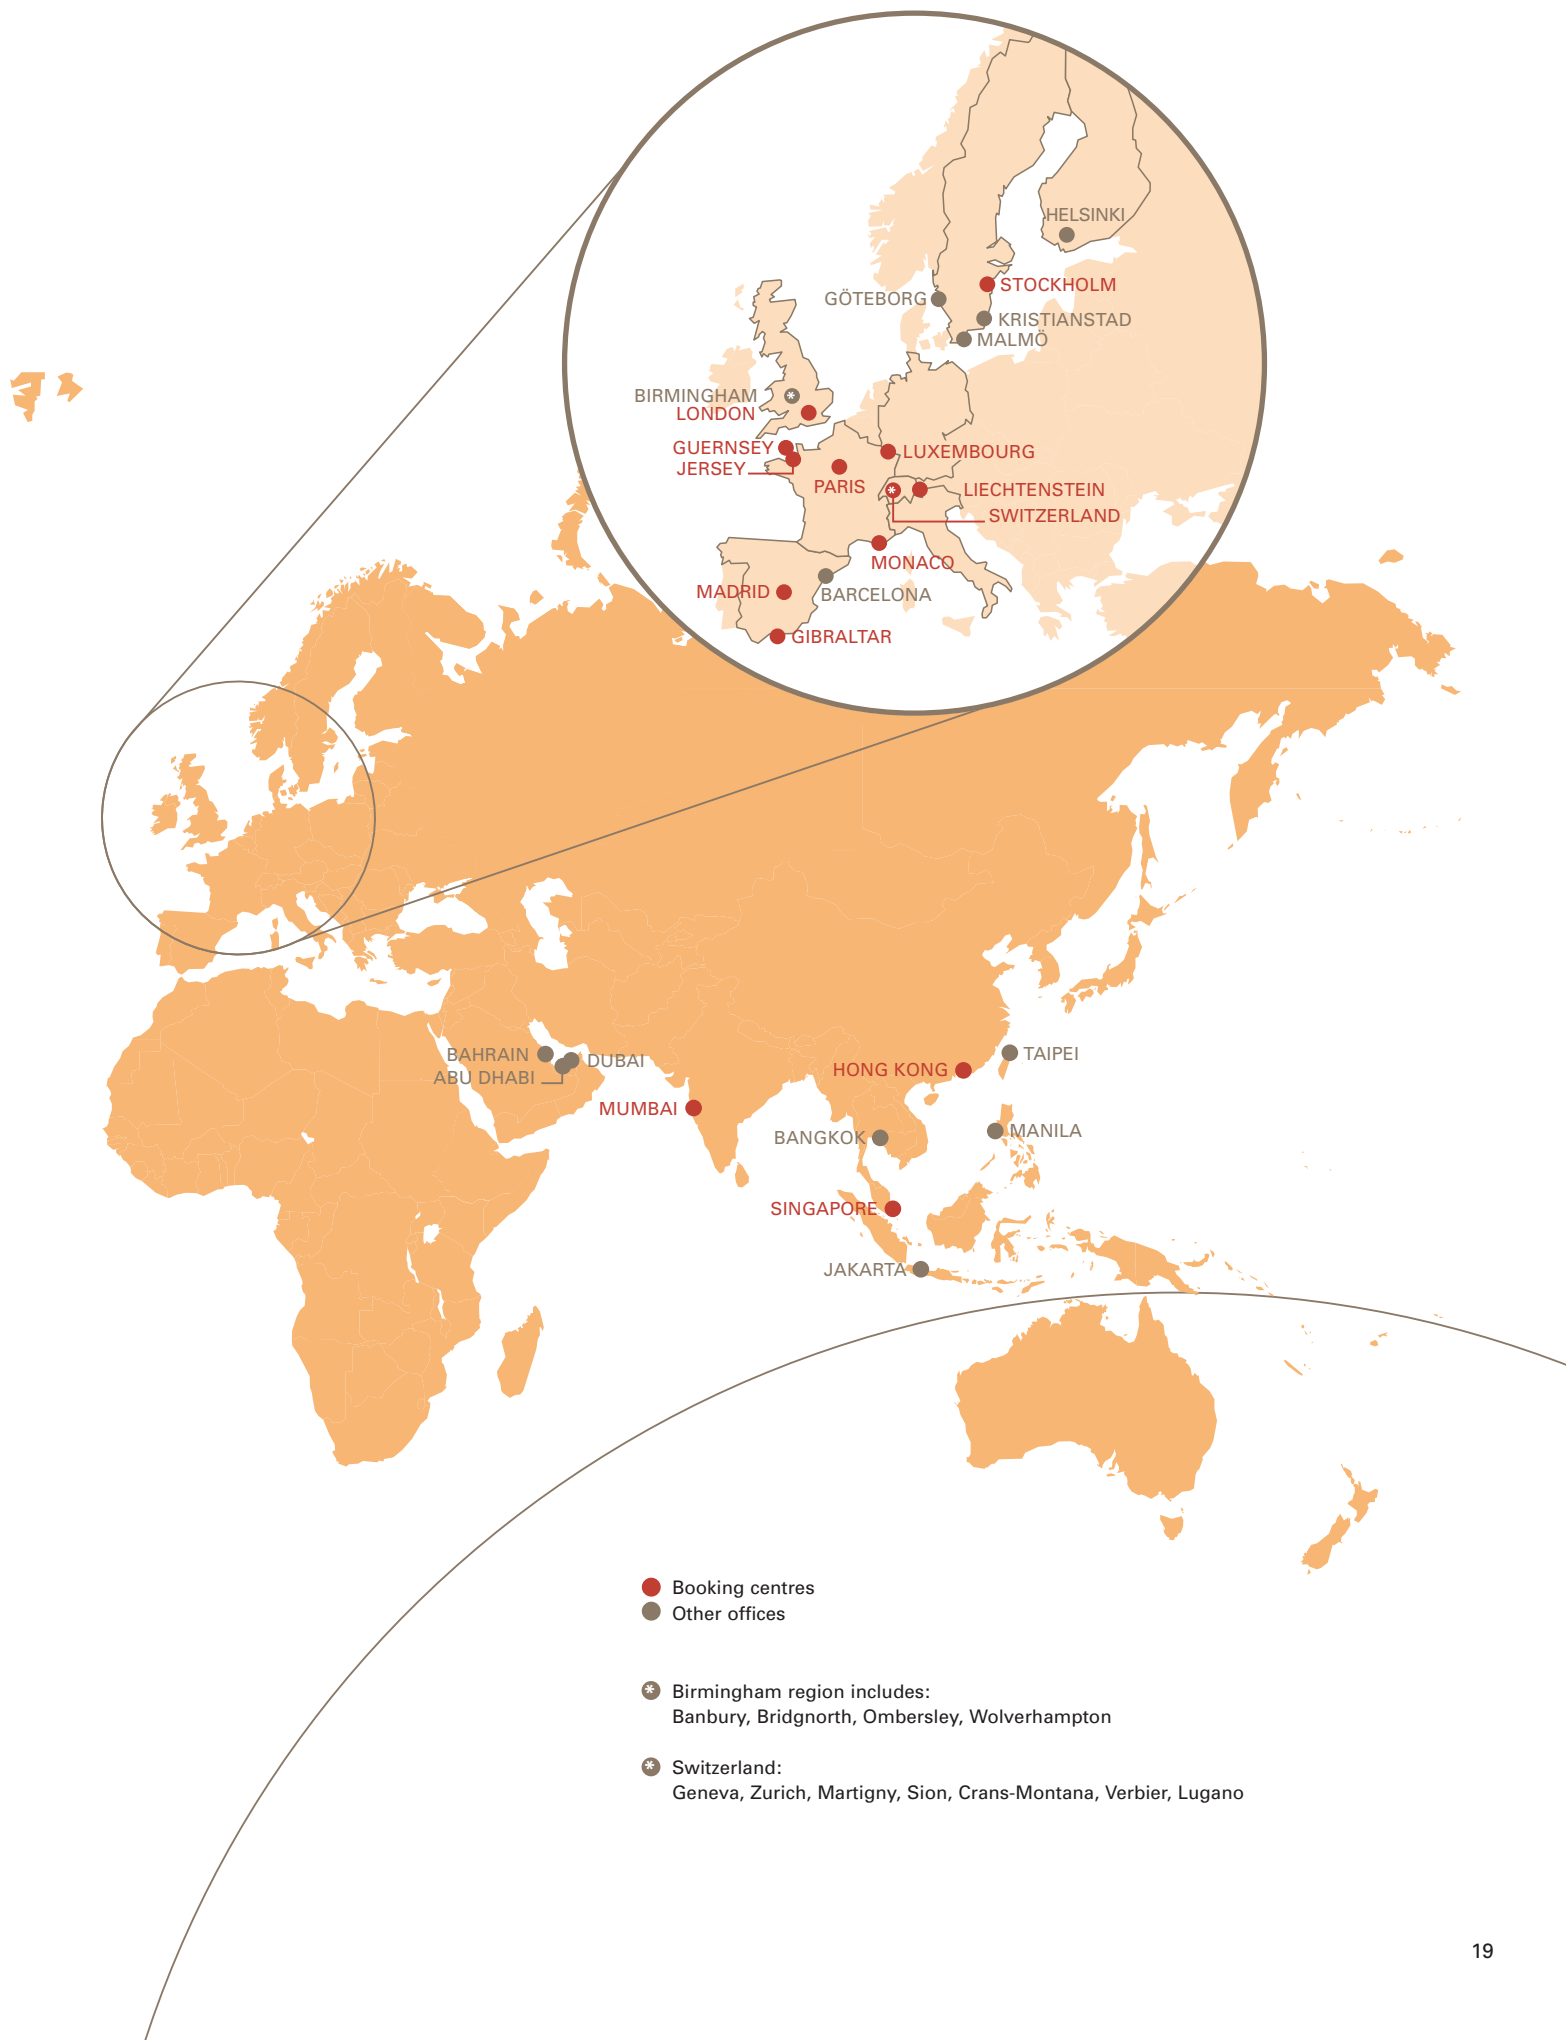 HELSINKI
STOCKHOLM
GÖTEBORG
KRISTIANSTAD
MALMÖ
BIRMINGHAM
LONDON
GUERNSEY
JERSEY
LUXEMBOURG
PARIS
LIECHTENSTEIN
SWITZERLAND
MONACO
MADRID
BARCELONA
GIBRALTAR
BAHRAIN
DUBAI
ABU DHABI
MUMBAI
HONG KONG
TAIPEI
BANGKOK
MANILA
SINGAPORE
JAKARTA
Booking centres
Other offices
* Birmingham region includes:
Banbury, Bridgnorth, Ombersley, Wolverhampton
* Switzerland:
Geneva, Zurich, Martigny, Sion, Crans-Montana, Verbier, Lugano
19